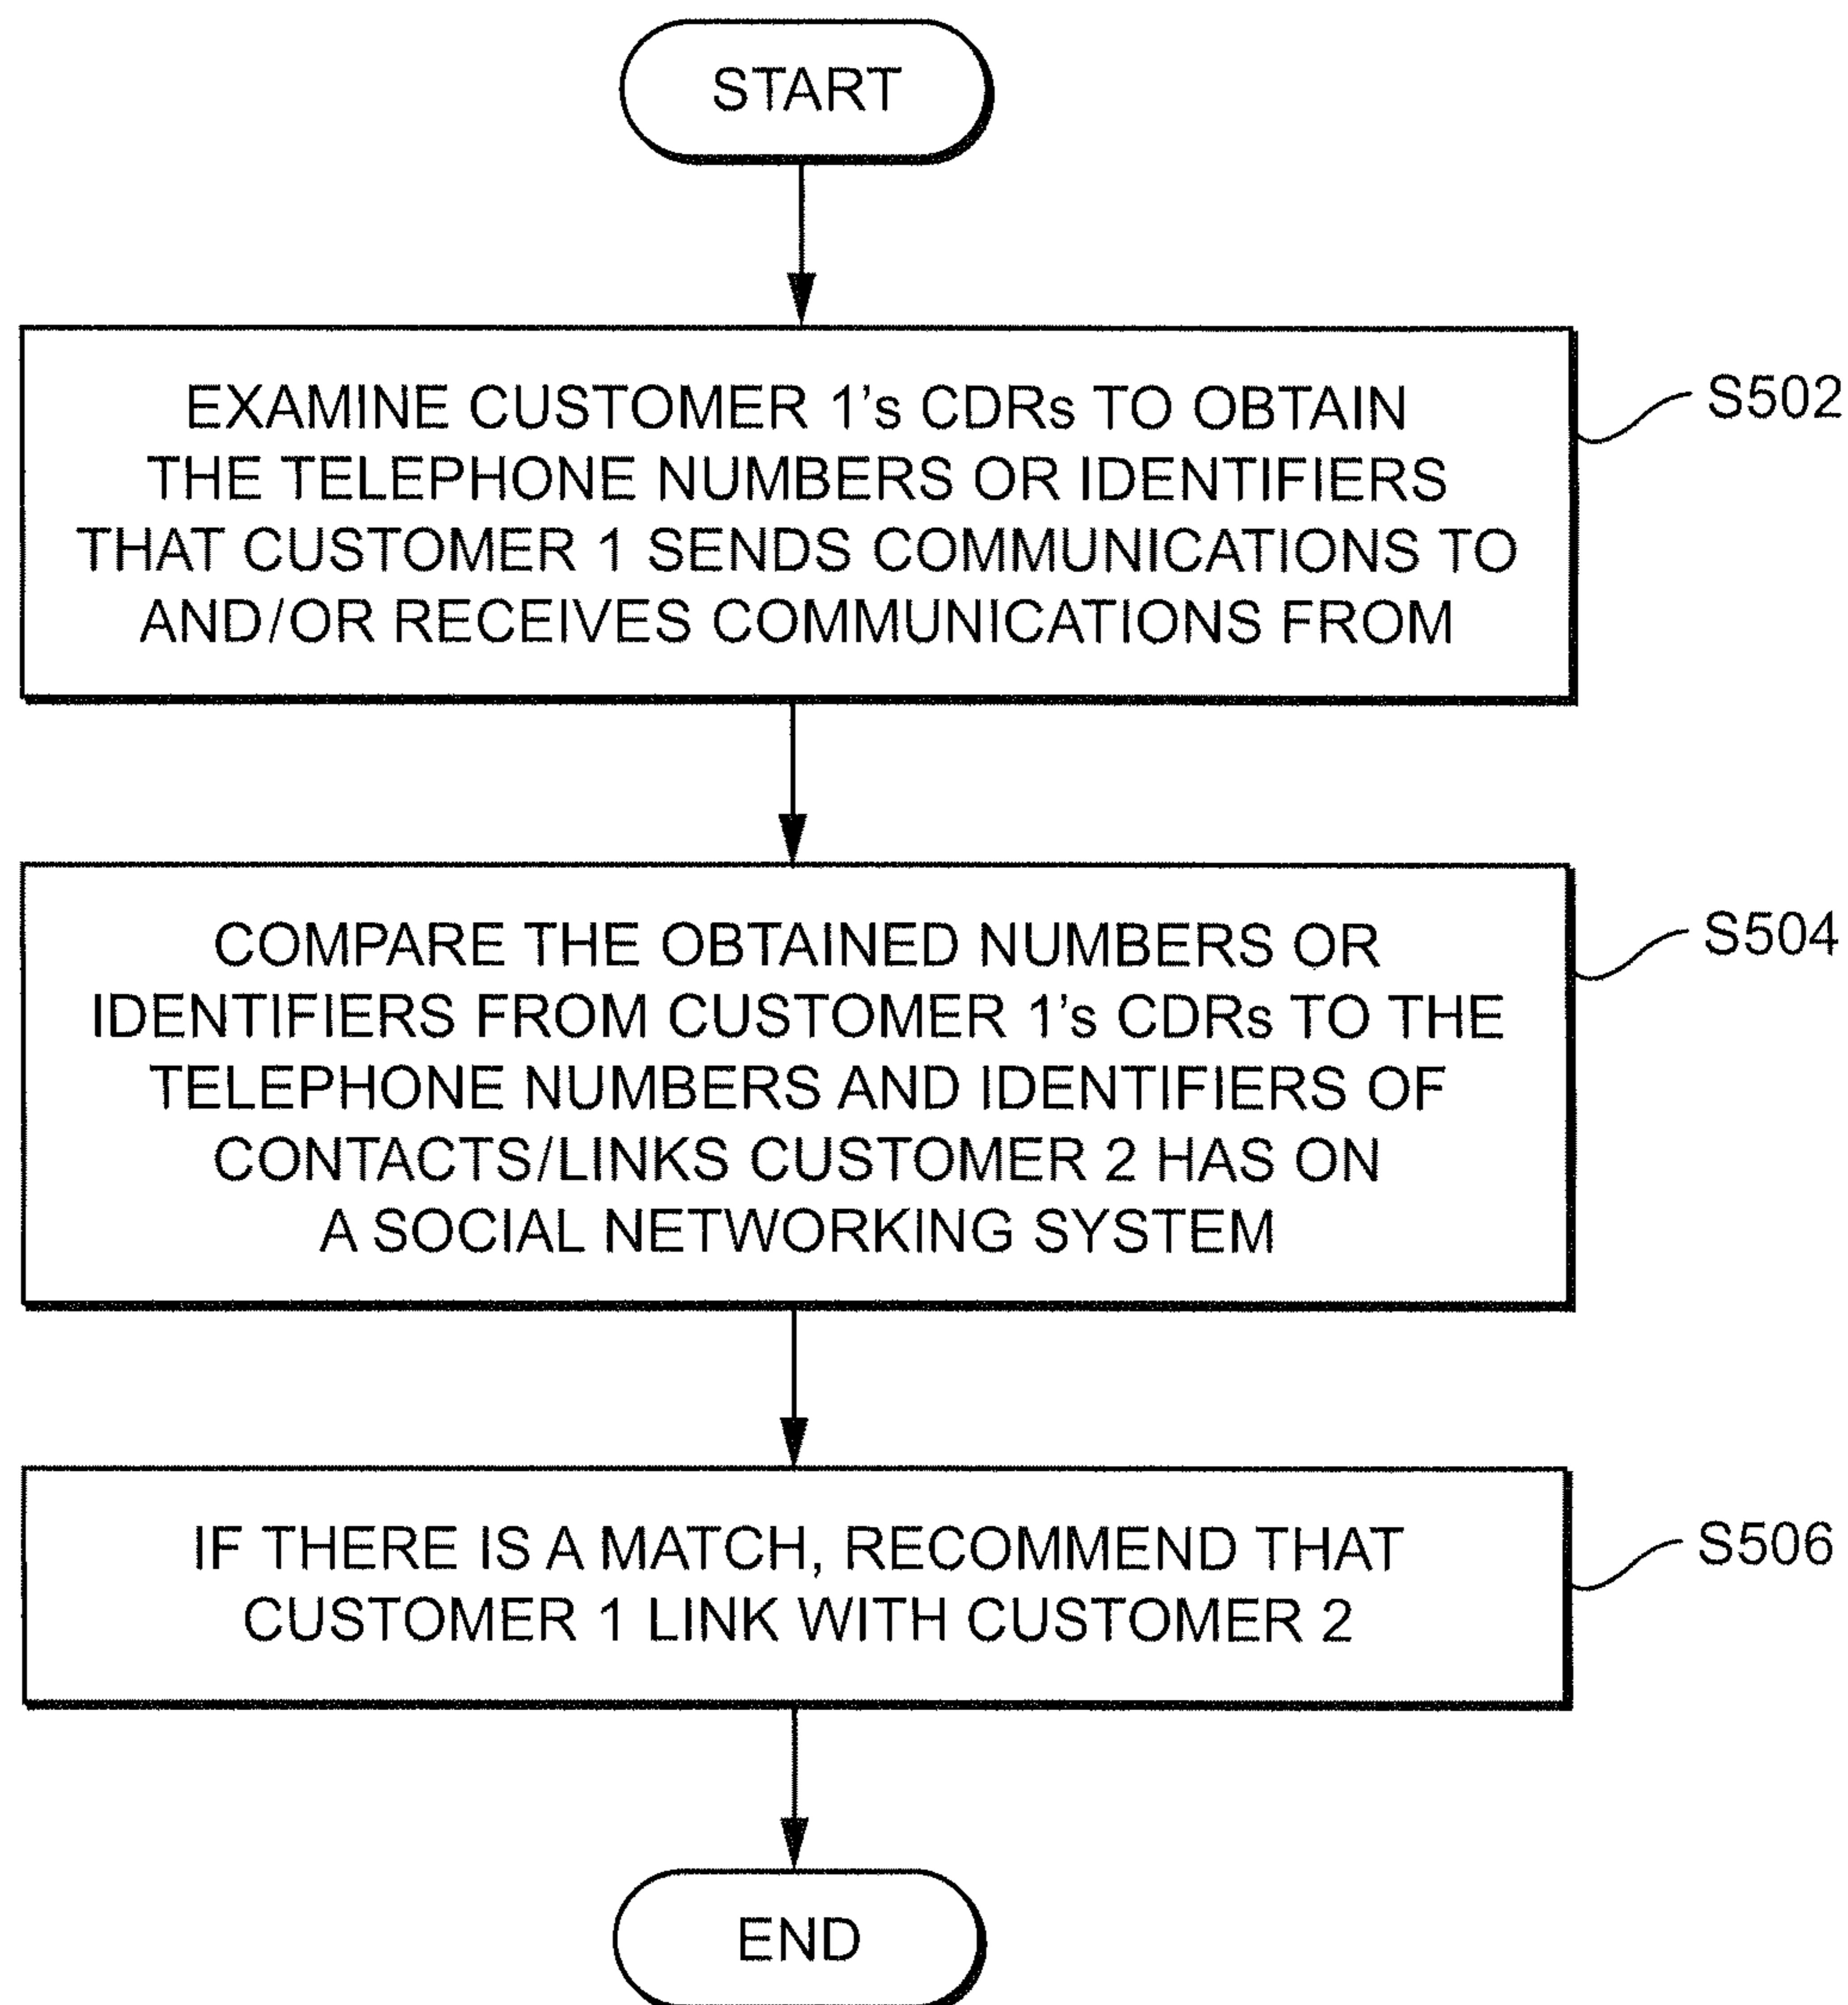 START
EXAMINE CUSTOMER 1's CDRs TO OBTAIN
THE TELEPHONE NUMBERS OR IDENTIFIERS
THAT CUSTOMER 1 SENDS COMMUNICATIONS TO
AND/OR RECEIVES COMMUNICATIONS FROM
S502
COMPARE THE OBTAINED NUMBERS OR
IDENTIFIERS FROM CUSTOMER 1's CDRs TO THE
TELEPHONE NUMBERS AND IDENTIFIERS OF
CONTACTS/LINKS CUSTOMER 2 HAS ON
A SOCIAL NETWORKING SYSTEM
S504
IF THERE IS A MATCH, RECOMMEND THAT
CUSTOMER 1 LINK WITH CUSTOMER 2
S506
END